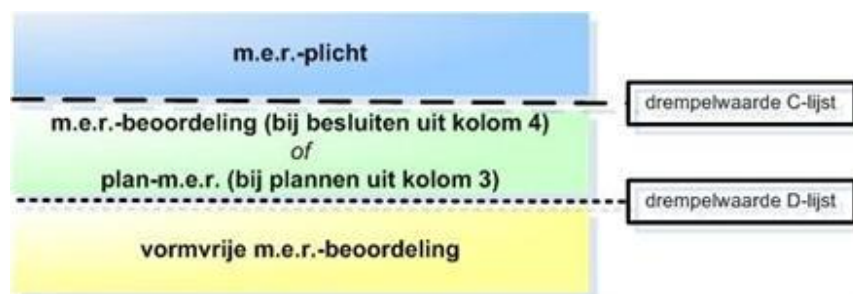 m.e.r.-plicht
drempelwaarde C-lijst
m.e.r.-beoordeling (bij besluiten uit kolom 4)
of
plan-m.e.r. (bij plannen uit kolom 3)
drempelwaarde D-lijst
vormvrije m.e.r.-beoordeling